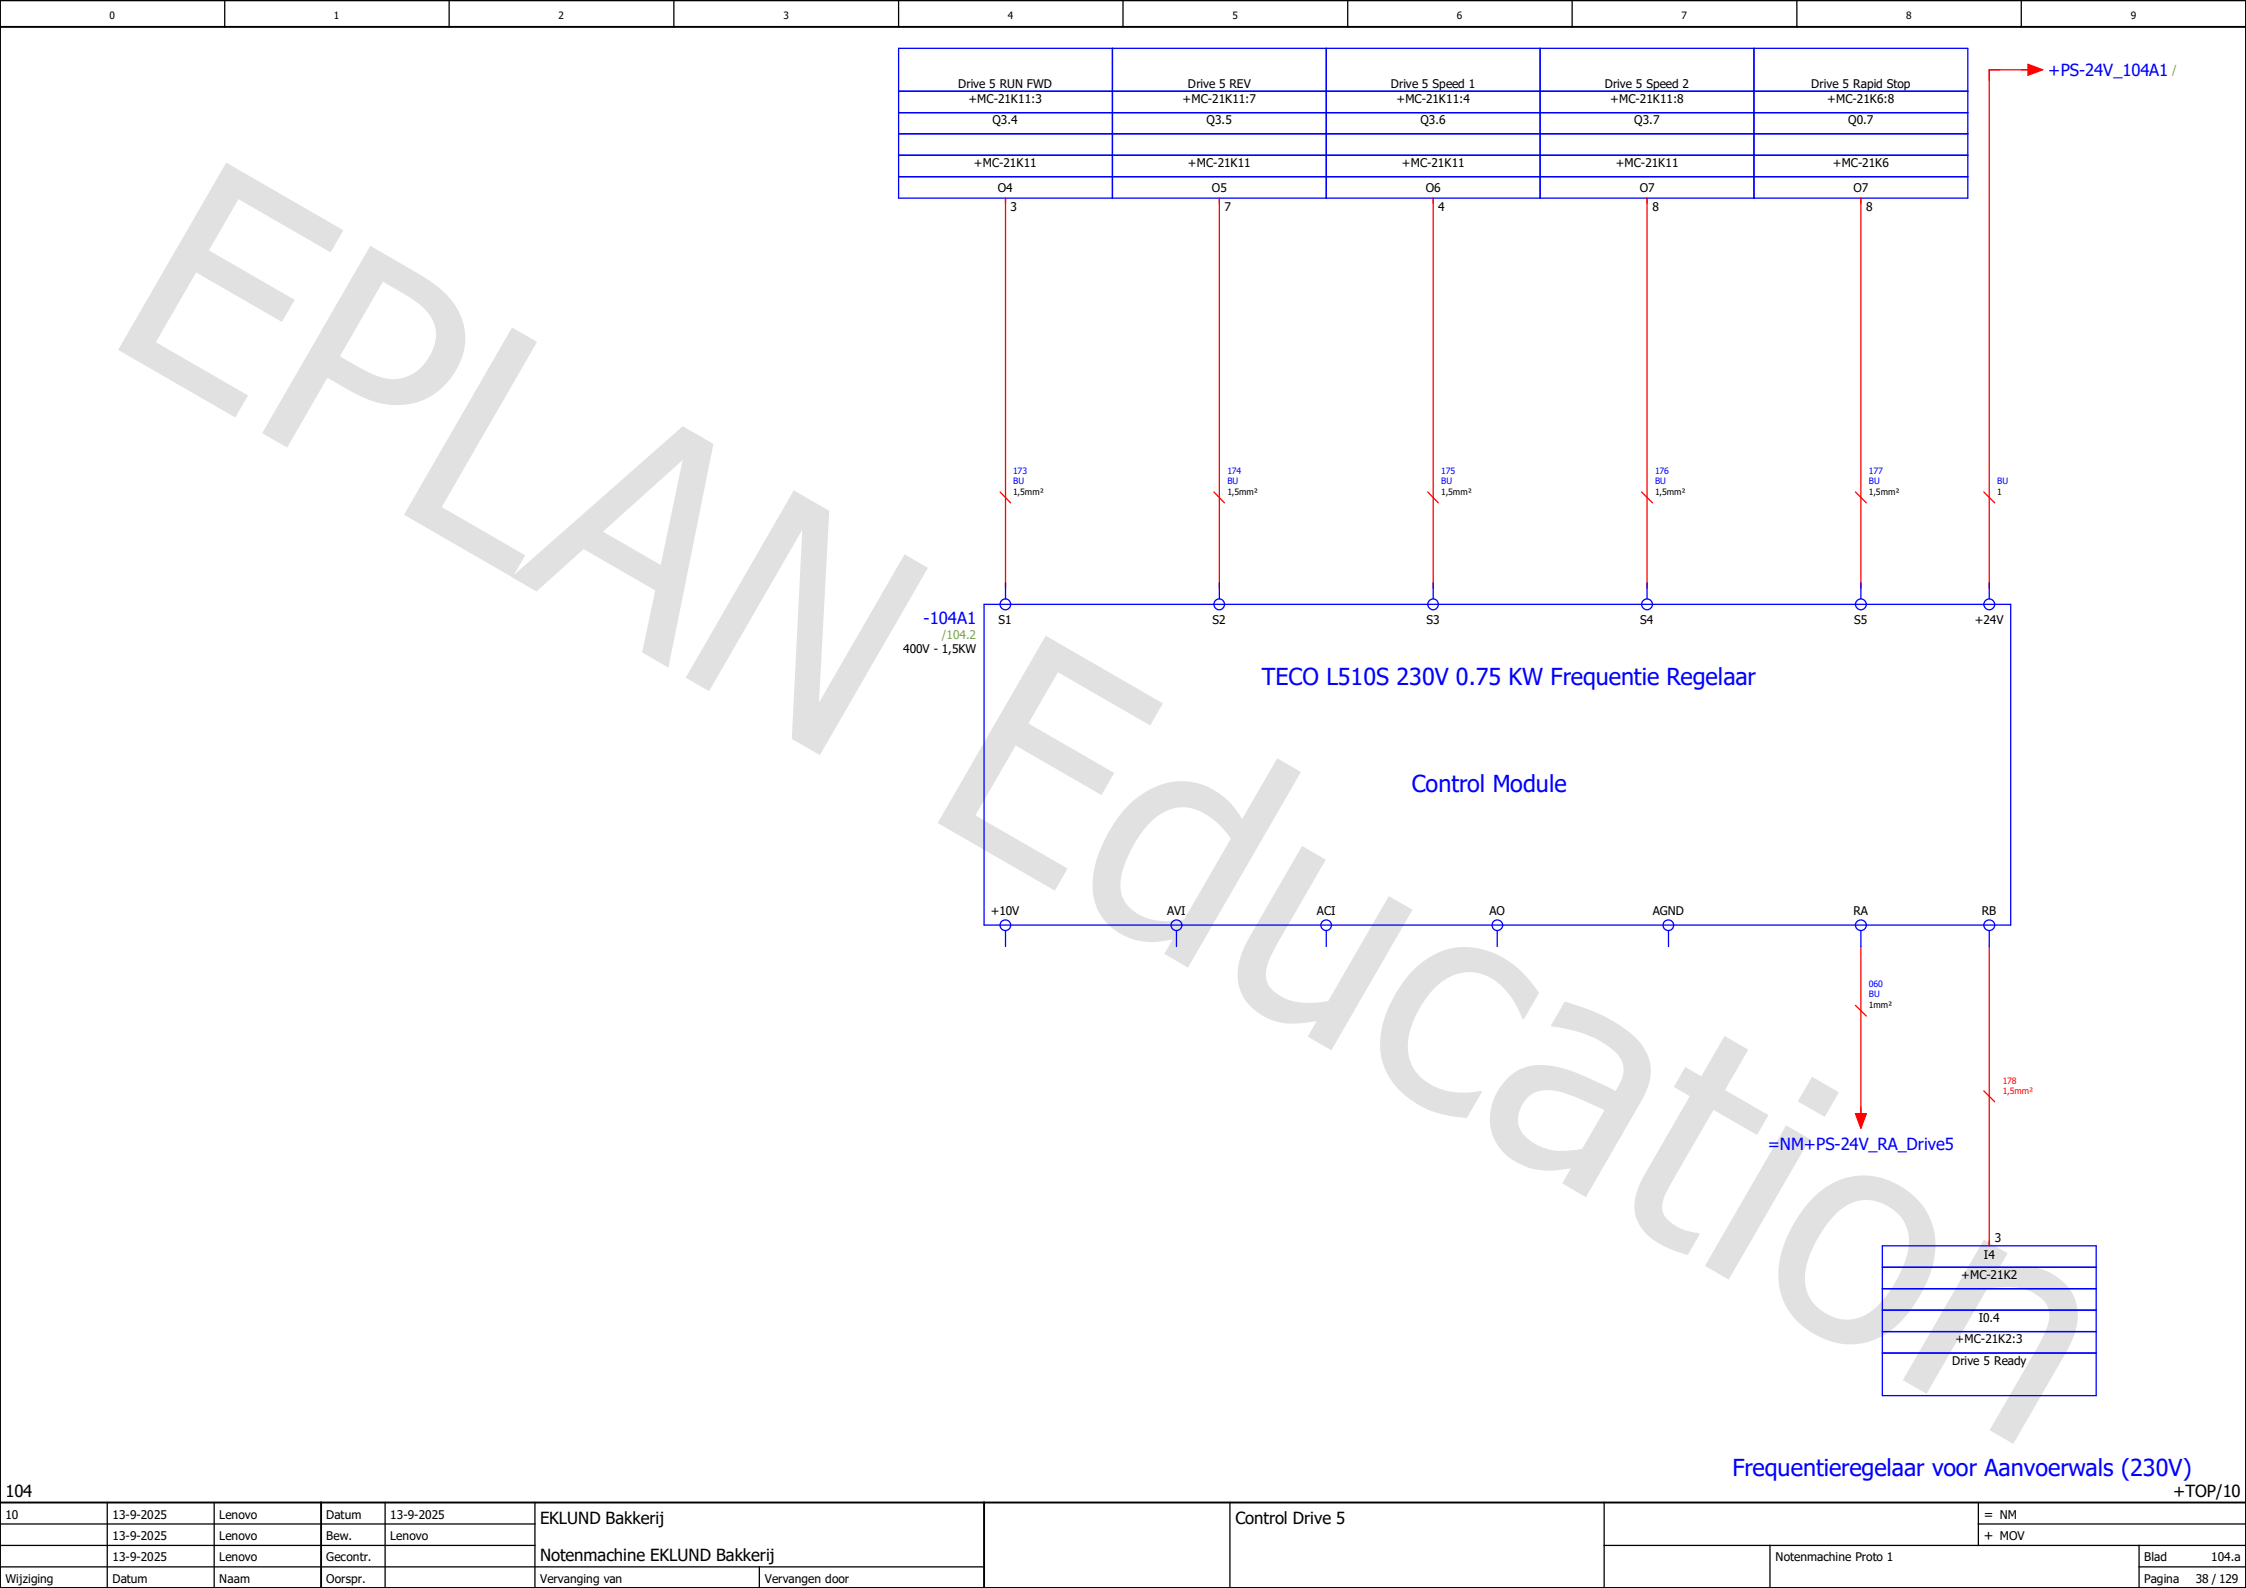 0 1 2 3 4 5 6 7 8 9
Drive 5 RUN FWD Drive 5 REV Drive 5 Speed 1 Drive 5 Speed 2 Drive 5 Rapid Stop
+MC-21K11:3 +MC-21K11:7 +MC-21K11:4 +MC-21K11:8 +MC-21K6:8
Q3.4 Q3.5 Q3.6 Q3.7 Q0.7
+MC-21K11 +MC-21K11 +MC-21K11 +MC-21K11 +MC-21K6
O4 O5 O6 O7 O7
3 7 4 8 8
+PS-24V_104A1 /
173 174 175 176 177
BU BU BU BU BU BU
1,5mm² 1,5mm² 1,5mm² 1,5mm² 1,5mm² 1
-104A1
/104.2
400V - 1,5KW
S1 S2 S3 S4 S5 +24V
TECO L510S 230V 0.75 KW Frequentie Regelaar
Control Module
+10V AVI ACI AO AGND RA RB
060
BU
1mm²
178
1,5mm²
=NM+PS-24V_RA_Drive5
3
I4
+MC-21K2
I0.4
+MC-21K2:3
Drive 5 Ready
EPLAN Education
Frequentieregelaar voor Aanvoerwals (230V)
104
+TOP/10
10 13-9-2025 Lenovo Datum 13-9-2025 EKLUND Bakkerij Control Drive 5 = NM
13-9-2025 Lenovo Bew. Lenovo + MOV
13-9-2025 Lenovo Gecontr. Notenmachine EKLUND Bakkerij Notenmachine Proto 1 Blad 104.a
Wijziging Datum Naam Oorspr. Vervanging van Vervangen door Pagina 38 / 129